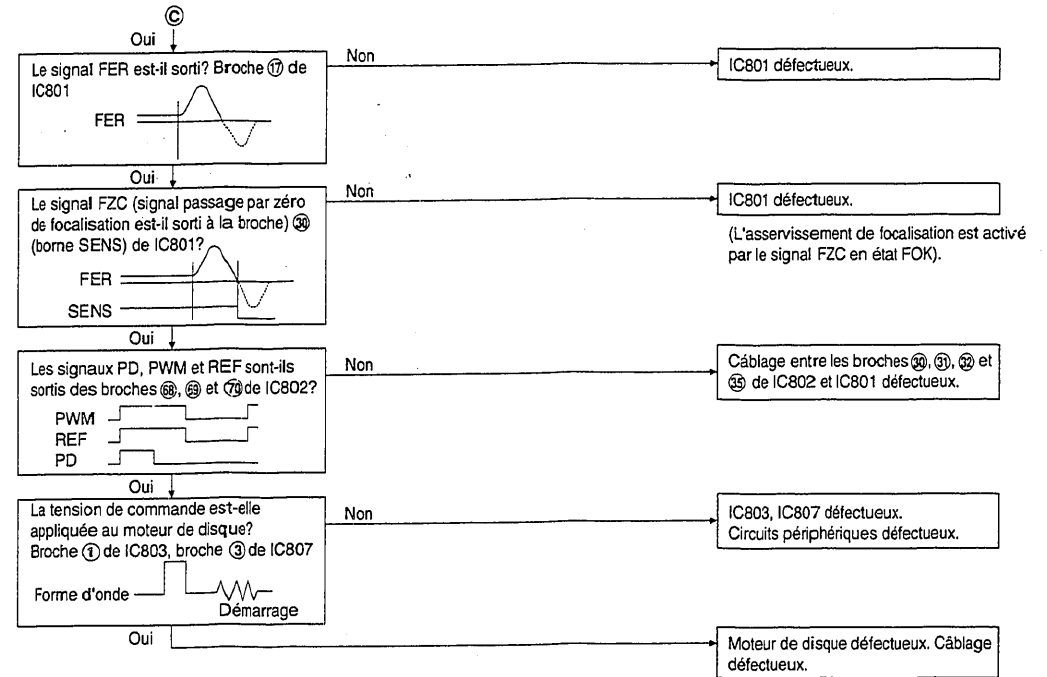 Ⓒ
Oui
Le signal FER est-il sorti? Broche ⑰ de
IC801
FER
Non
IC801 défectueux.
Oui
Le signal FZC (signal passage par zéro
de focalisation est-il sorti à la broche) ㉚
(borne SENS) de IC801?
FER
SENS
Non
IC801 défectueux.
(L'asservissement de focalisation est activé
par le signal FZC en état FOK).
Oui
Les signaux PD, PWM et REF sont-ils
sortis des broches (68), (69) et (70) de IC802?
PWM
REF
PD
Non
Câblage entre les broches ㉚, ㉛, ㉜ et
㉟ de IC802 et IC801 défectueux.
Oui
La tension de commande est-elle
appliquée au moteur de disque?
Broche ① de IC803, broche ③ de IC807
Forme d'onde
Démarrage
Non
IC803, IC807 défectueux.
Circuits périphériques défectueux.
Oui
Moteur de disque défectueux. Câblage
défectueux.